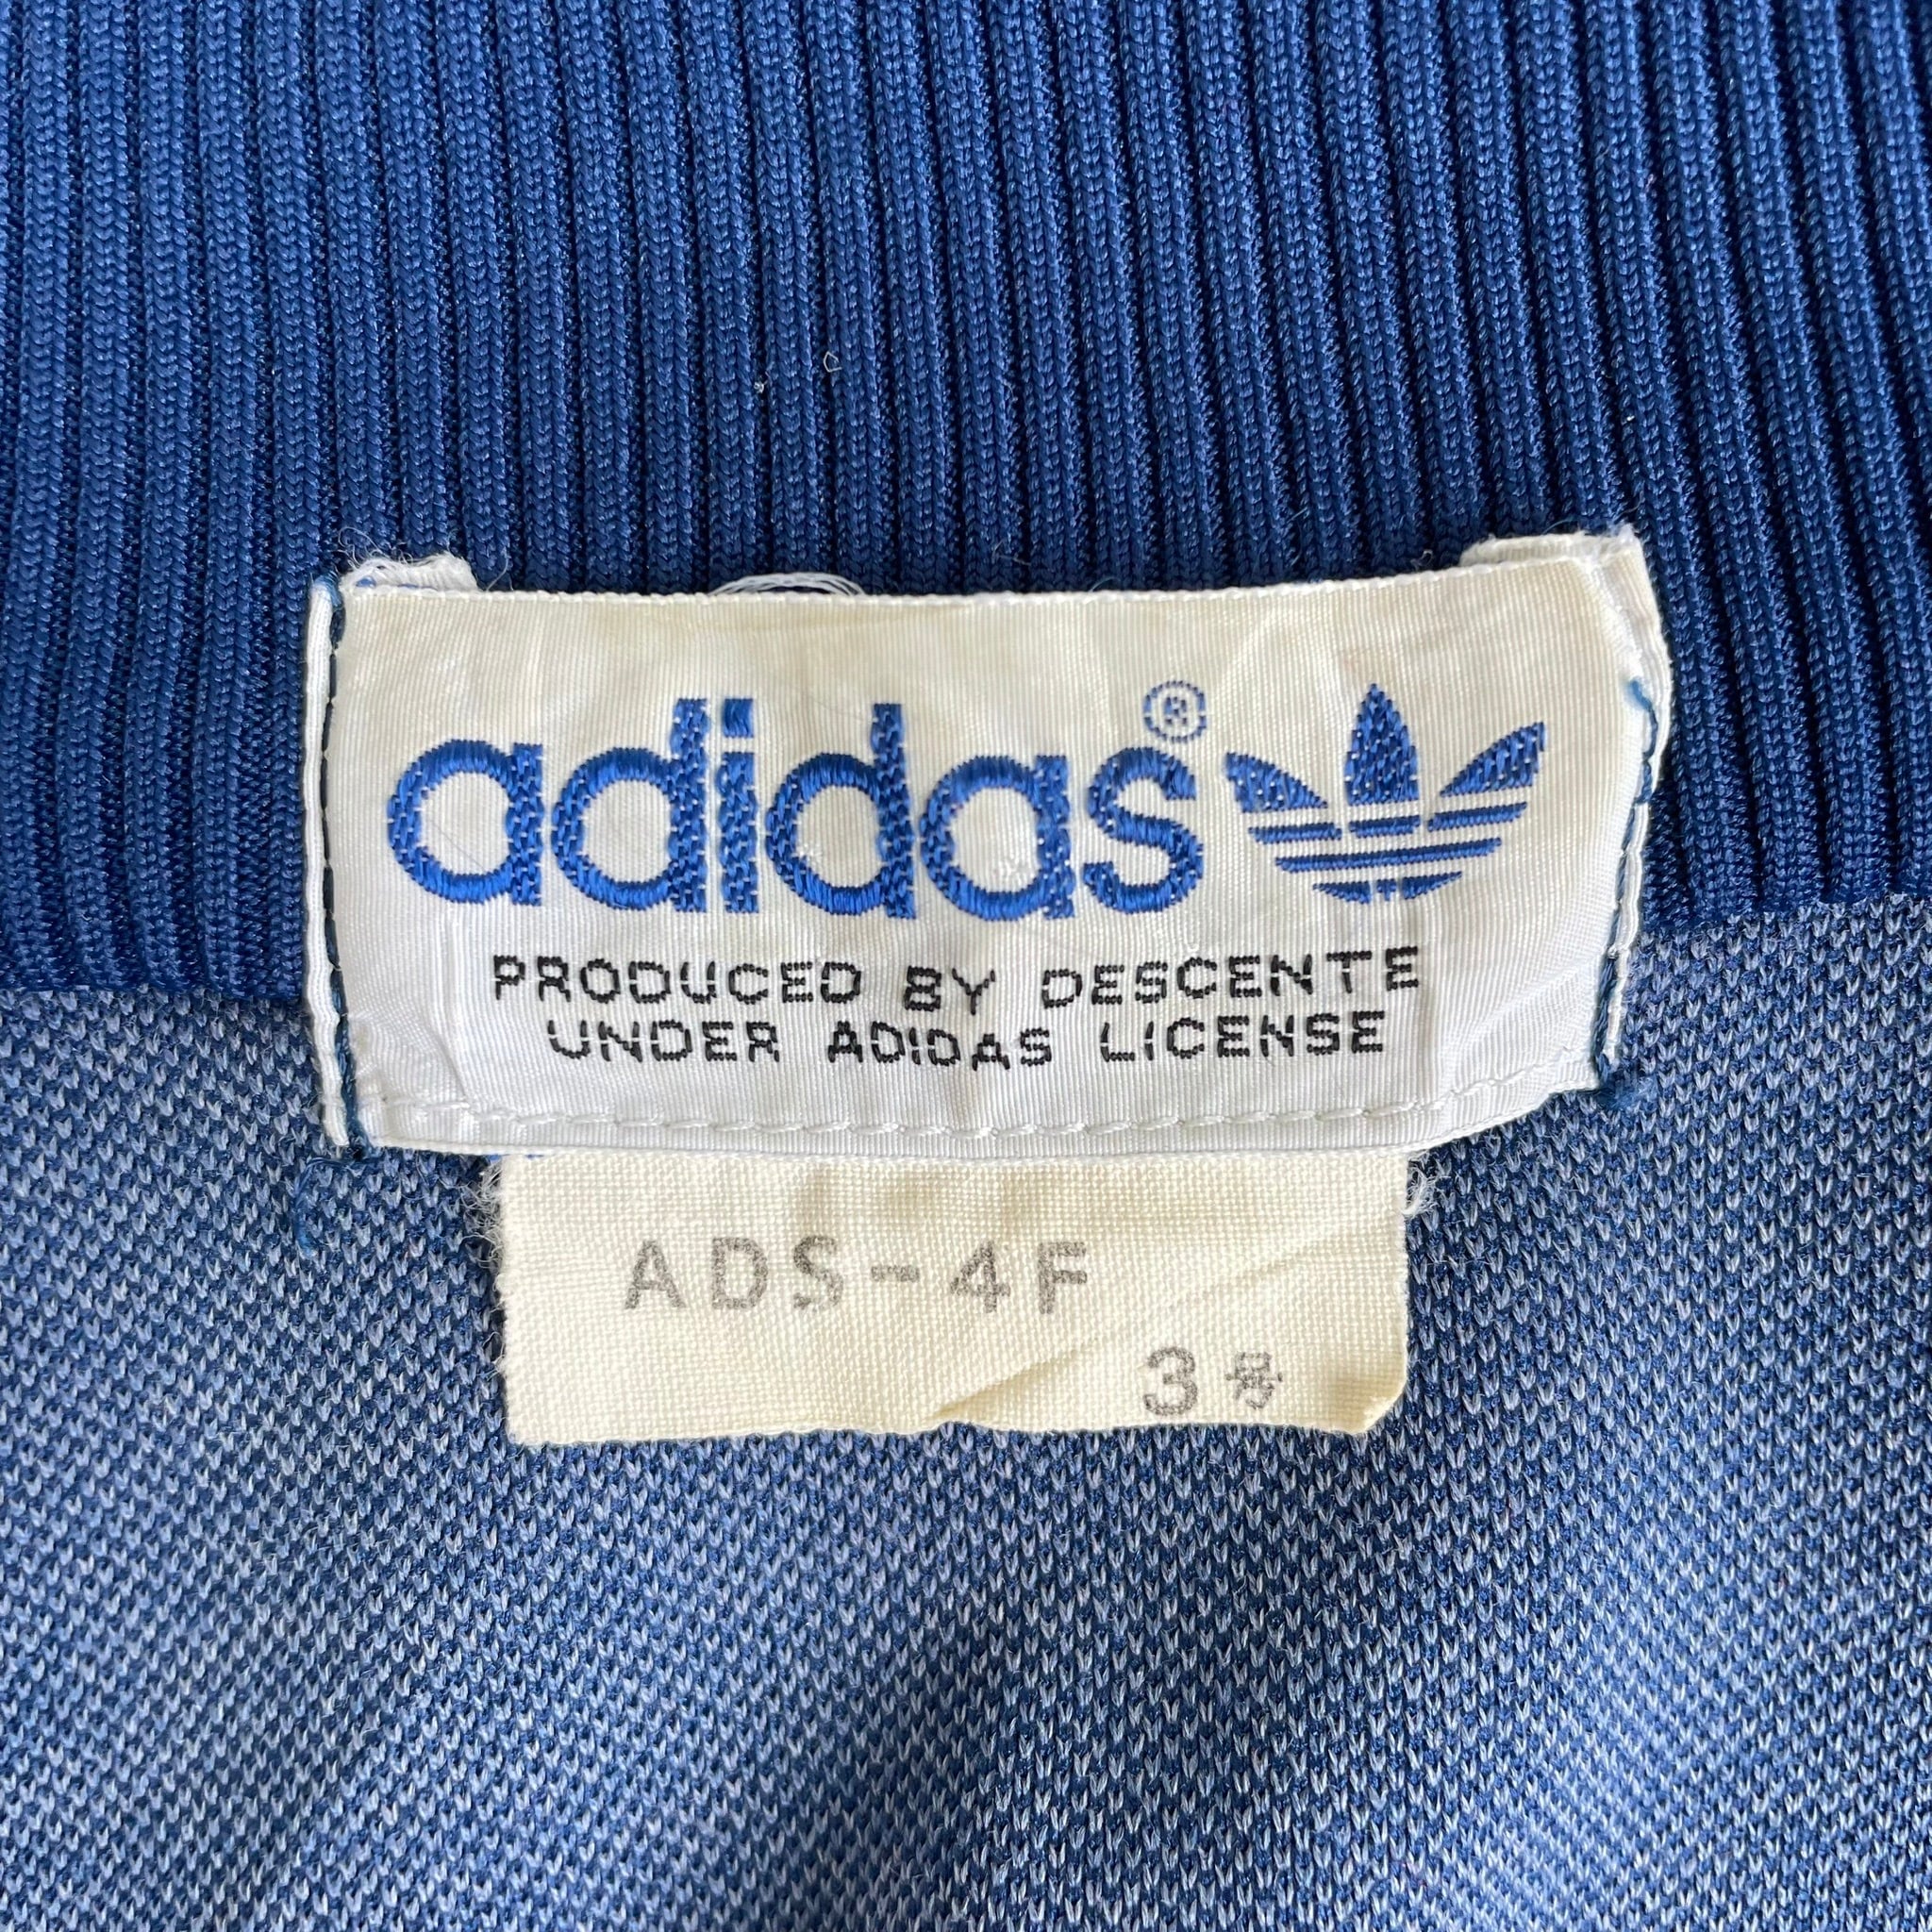 adidas®
PRODUCED BY DESCENTE
UNDER ADIDAS LICENSE
ADS-4F
3号